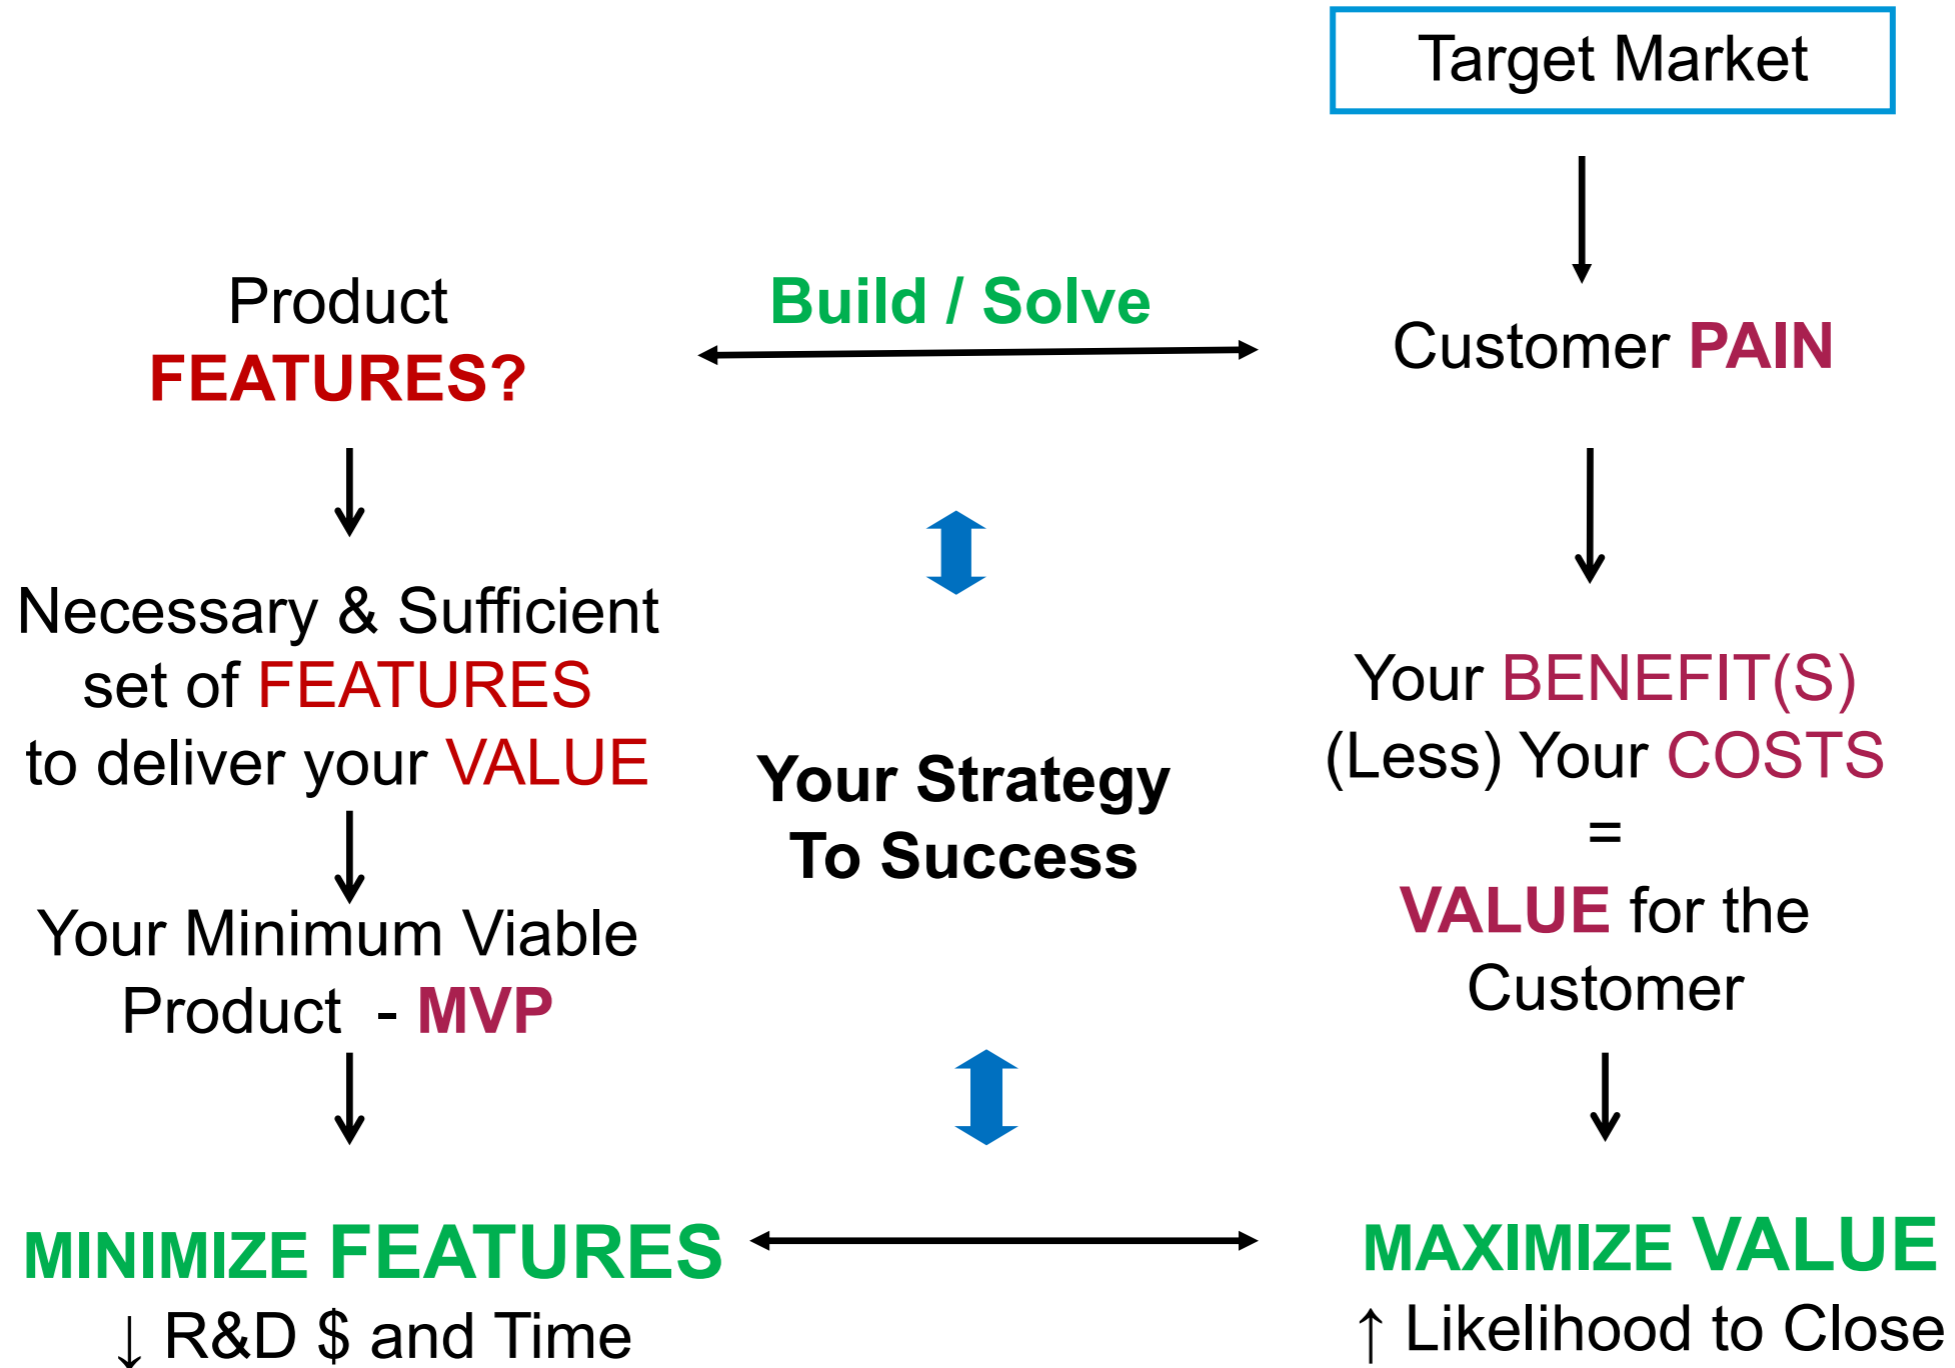 Target Market
Product
FEATURES?
Build / Solve
Customer PAIN
Necessary & Sufficient
set of FEATURES
to deliver your VALUE
Your Minimum Viable
Product - MVP
Your Strategy
To Success
Your BENEFIT(S)
(Less) Your COSTS
=
VALUE for the
Customer
MINIMIZE FEATURES
↓ R&D $ and Time
MAXIMIZE VALUE
↑ Likelihood to Close